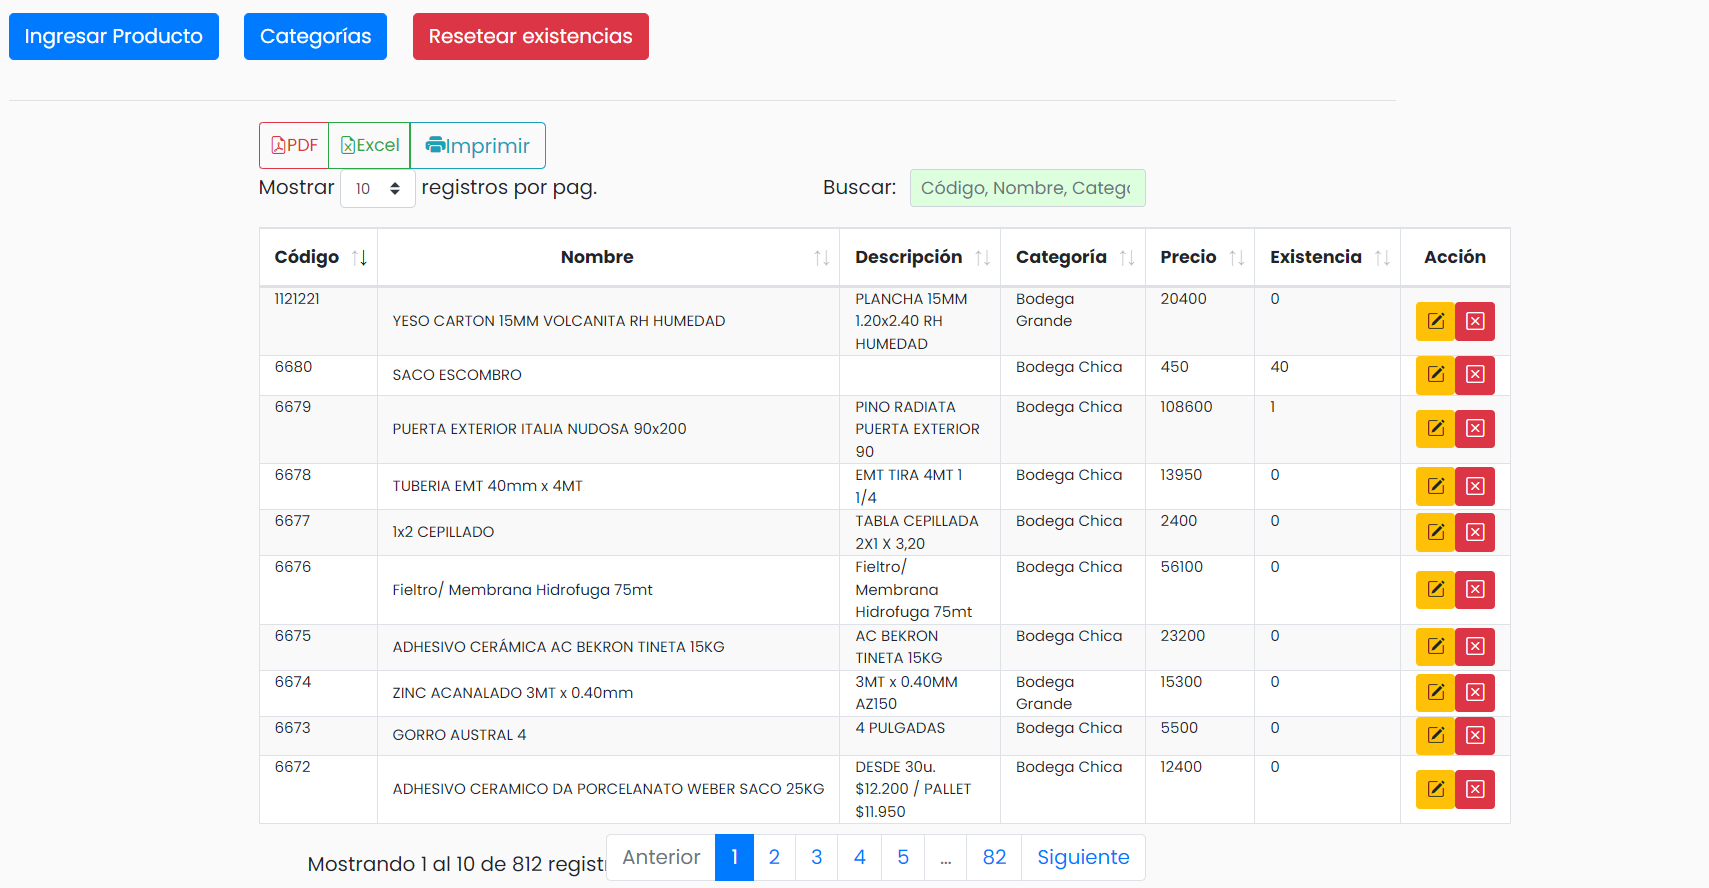 Ingresar Producto Categorías Resetear existencias
PDF Excel Imprimir
Mostrar 10 registros por pag. Buscar: Código, Nombre, Catego
Código Nombre Descripción Categoría Precio Existencia Acción
1121221 YESO CARTON 15MM VOLCANITA RH HUMEDAD PLANCHA 15MM Bodega 20400 0
1.20x2.40 RH Grande
HUMEDAD
6680 SACO ESCOMBRO Bodega Chica 450 40
6679 PUERTA EXTERIOR ITALIA NUDOSA 90x200 PINO RADIATA Bodega Chica 108600 1
PUERTA EXTERIOR
90
6678 TUBERIA EMT 40mm x 4MT EMT TIRA 4MT 1 Bodega Chica 13950 0
1/4
6677 1x2 CEPILLADO TABLA CEPILLADA Bodega Chica 2400 0
2X1 X 3,20
6676 Fieltro/ Membrana Hidrofuga 75mt Fieltro/ Bodega Chica 56100 0
Membrana
Hidrofuga 75mt
6675 ADHESIVO CERÁMICA AC BEKRON TINETA 15KG AC BEKRON Bodega Chica 23200 0
TINETA 15KG
6674 ZINC ACANALADO 3MT x 0.40mm 3MT x 0.40MM Bodega 15300 0
AZ150 Grande
6673 GORRO AUSTRAL 4 4 PULGADAS Bodega Chica 5500 0
6672 ADHESIVO CERAMICO DA PORCELANATO WEBER SACO 25KG DESDE 30u. Bodega Chica 12400 0
$12.200 / PALLET
$11.950
Mostrando 1 al 10 de 812 registr Anterior 1 2 3 4 5 ... 82 Siguiente